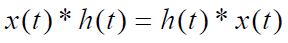 x(t) * h(t) = h(t) * x(t)